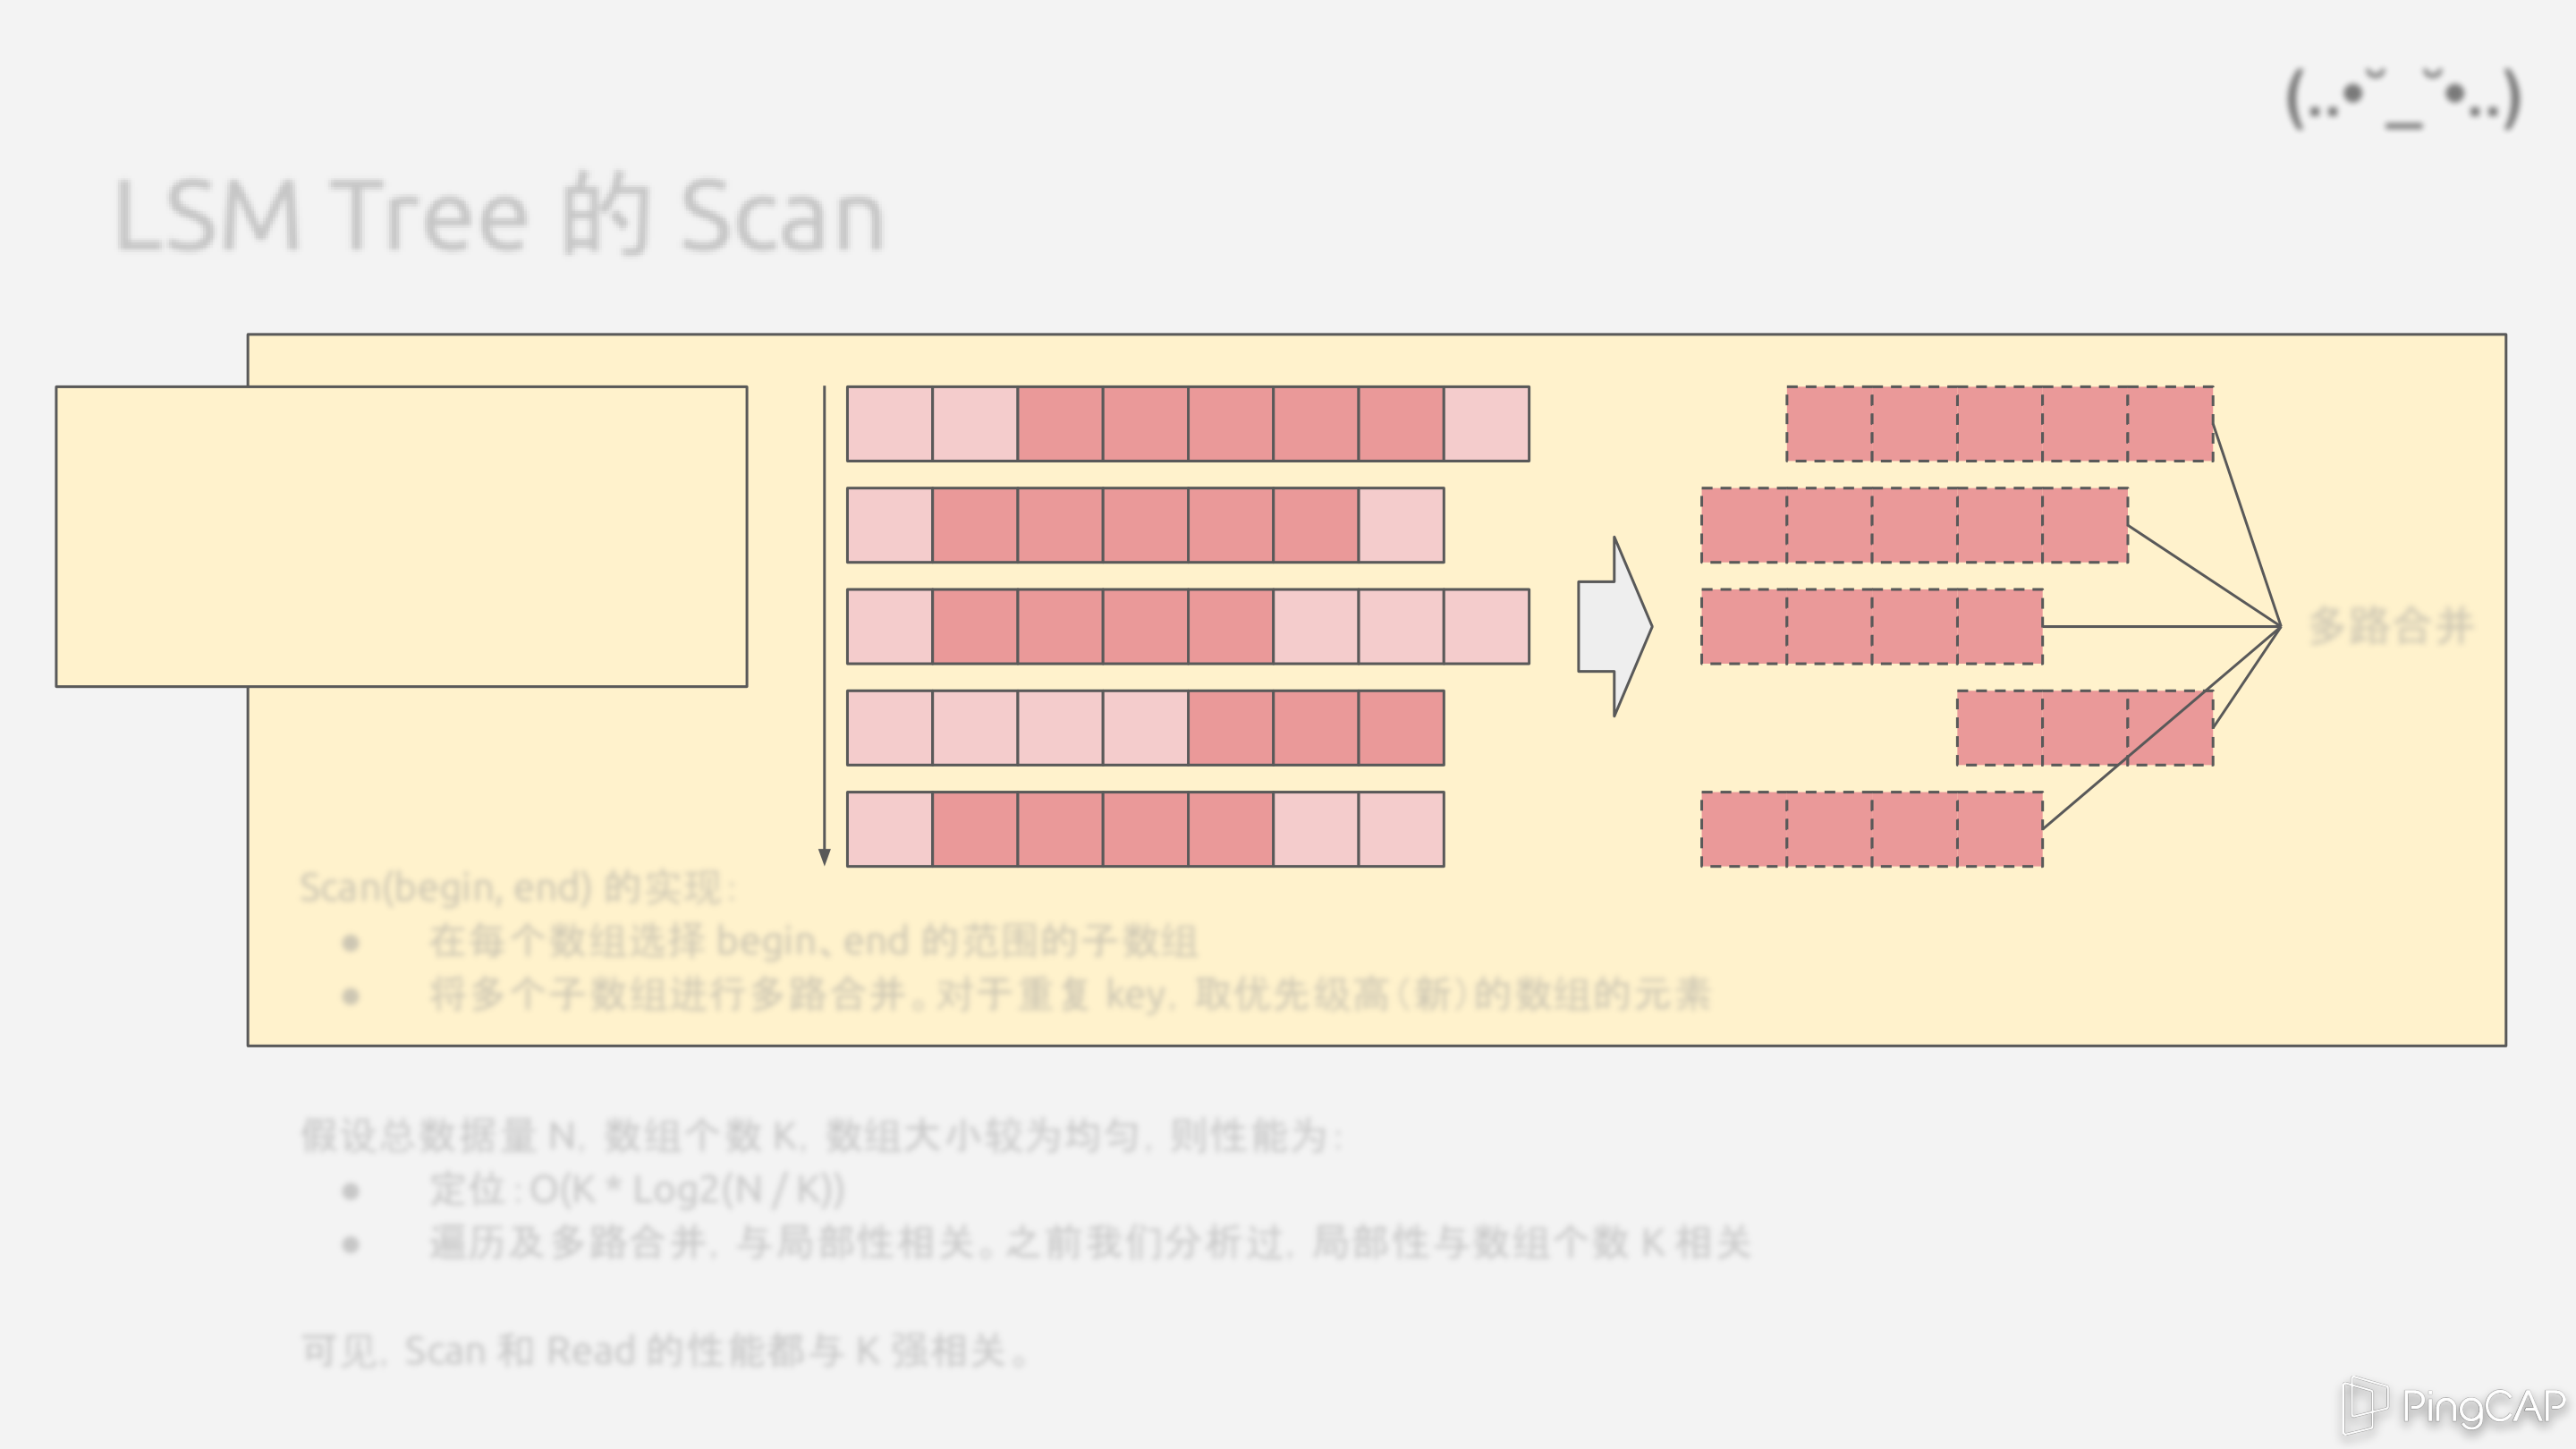 (..•˘_˘•..)
LSM Tree 的 Scan
多路合并
Scan(begin, end) 的实现：
● 在每个数组选择 begin、end 的范围的子数组
● 将多个子数组进行多路合并。对于重复 key，取优先级高（新）的数组的元素
假设总数据量 N，数组个数 K，数组大小较为均匀，则性能为：
● 定位：O(K * Log2(N / K))
● 遍历及多路合并，与局部性相关。之前我们分析过，局部性与数组个数 K 相关
可见，Scan 和 Read 的性能都与 K 强相关。
PingCAP